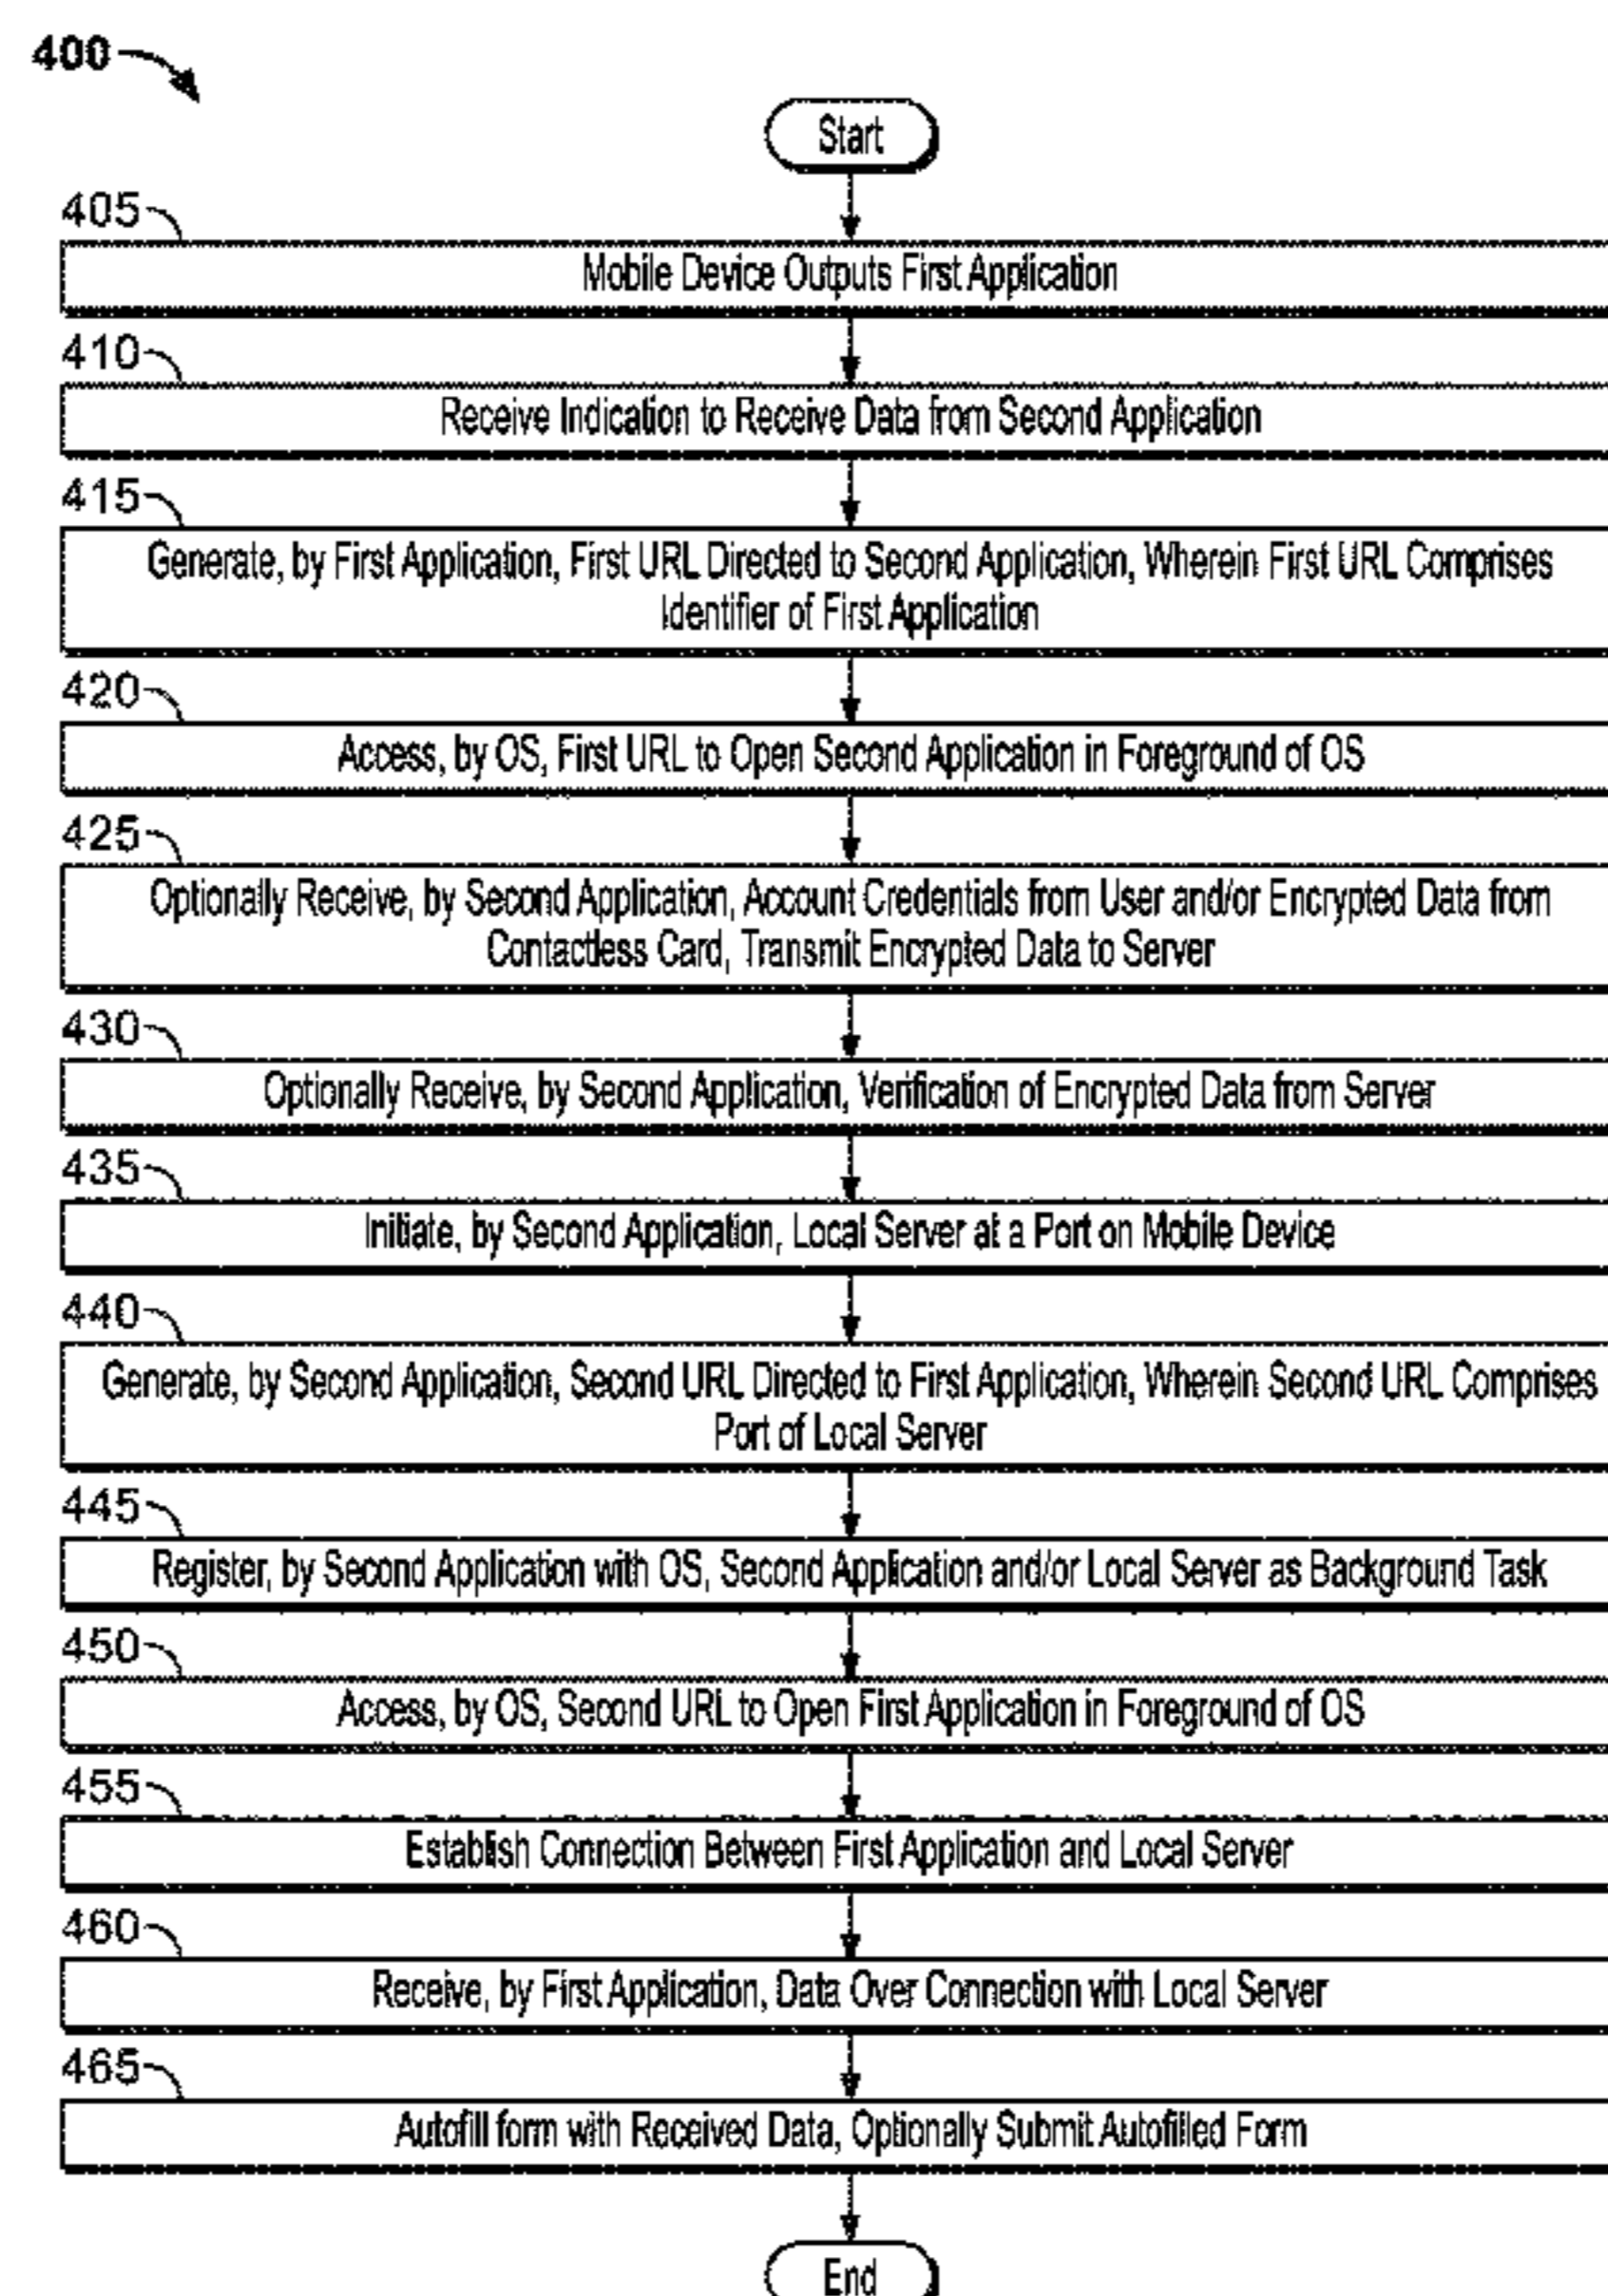 400
Start
405
Mobile Device Outputs First Application
410
Receive Indication to Receive Data from Second Application
415
Generate, by First Application, First URL Directed to Second Application, Wherein First URL Comprises
Identifier of First Application
420
Access, by OS, First URL to Open Second Application in Foreground of OS
425
Optionally Receive, by Second Application, Account Credentials from User and/or Encrypted Data from
Contactless Card, Transmit Encrypted Data to Server
430
Optionally Receive, by Second Application, Verification of Encrypted Data from Server
435
Initiate, by Second Application, Local Server at a Port on Mobile Device
440
Generate, by Second Application, Second URL Directed to First Application, Wherein Second URL Comprises
Port of Local Server
445
Register, by Second Application with OS, Second Application and/or Local Server as Background Task
450
Access, by OS, Second URL to Open First Application in Foreground of OS
455
Establish Connection Between First Application and Local Server
460
Receive, by First Application, Data Over Connection with Local Server
465
Autofill form with Received Data, Optionally Submit Autofilled Form
End